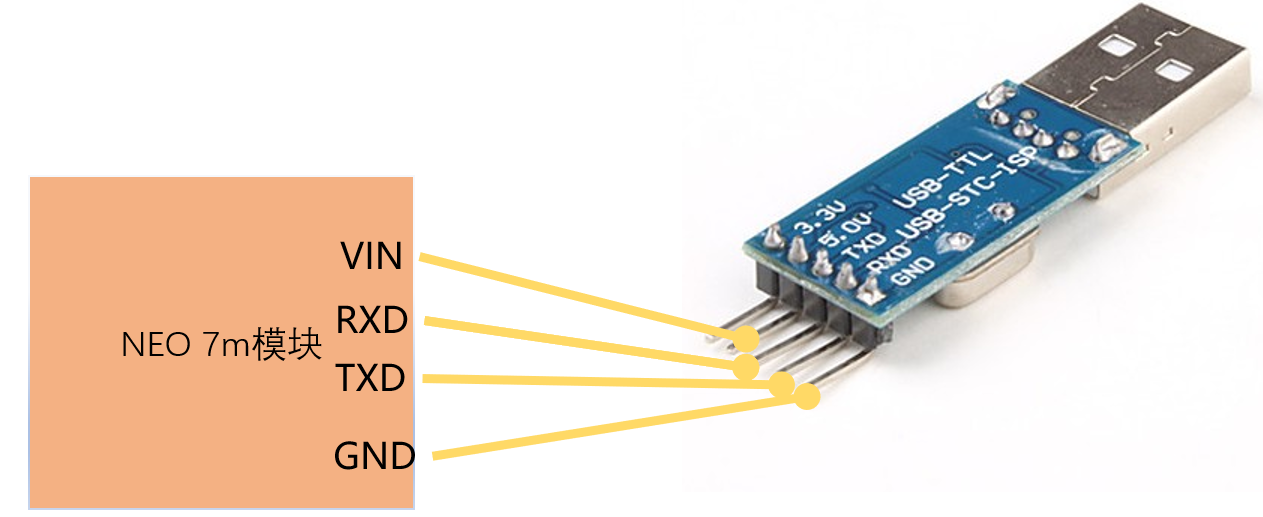 VIN
RXD
NEO 7m模块
TXD
GND
3.3V
5.0V
TXD
RXD
GND
USB-TTL
USB-STC-ISP